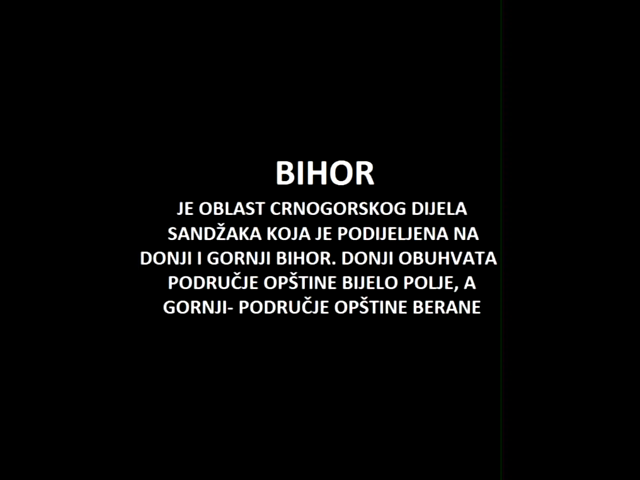 BIHOR
JE OBLAST CRNOGORSKOG DIJELA
SANDŽAKA KOJA JE PODIJELJENA NA
DONJI I GORNJI BIHOR. DONJI OBUHVATA
PODRUČJE OPŠTINE BIJELO POLJE, A
GORNJI- PODRUČJE OPŠTINE BERANE